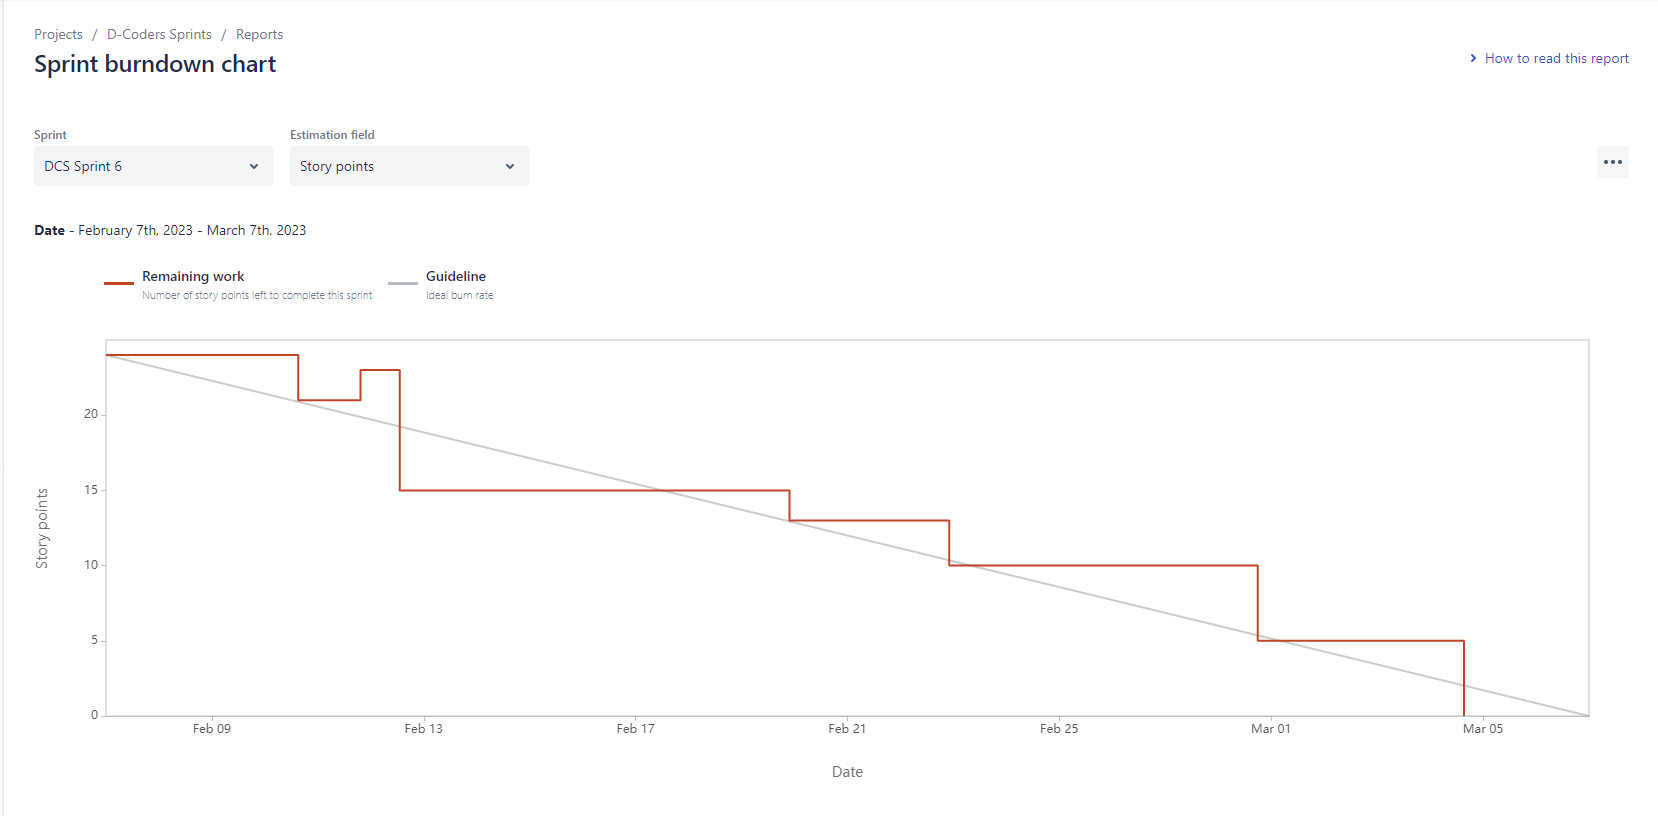 Projects / D-Coders Sprints / Reports
Sprint burndown chart
How to read this report
Sprint
Estimation field
DCS Sprint 6
Story points
Date - February 7th, 2023 - March 7th, 2023
Remaining work
Number of story points left to complete this sprint
Guideline
Ideal burn rate
20
15
10
5
0
Story points
Feb 09
Feb 13
Feb 17
Feb 21
Feb 25
Mar 01
Mar 05
Date